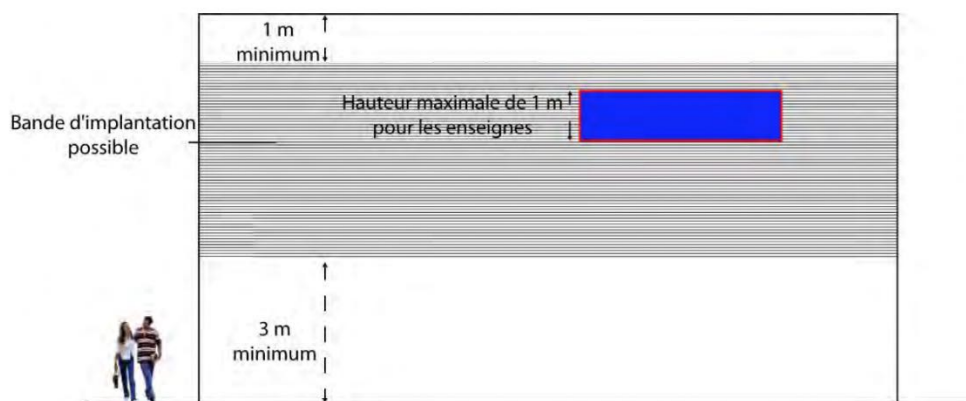 1 m
minimum
Hauteur maximale de 1 m
pour les enseignes
Bande d'implantation
possible
3 m
minimum